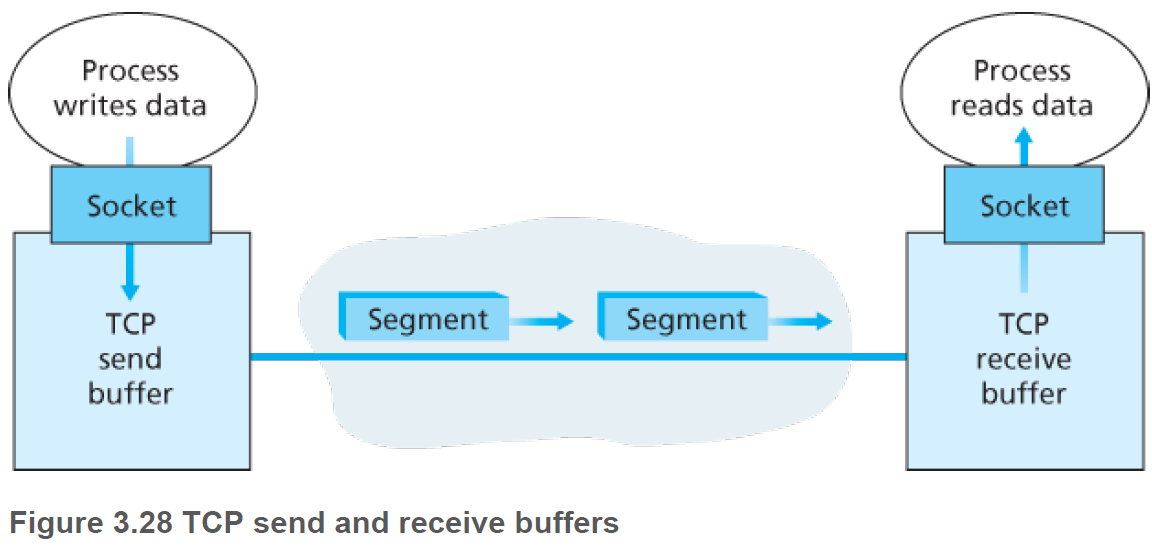 Process
writes data
Process
reads data
Socket
Socket
Segment
Segment
TCP
send
buffer
TCP
receive
buffer
Figure 3.28 TCP send and receive buffers